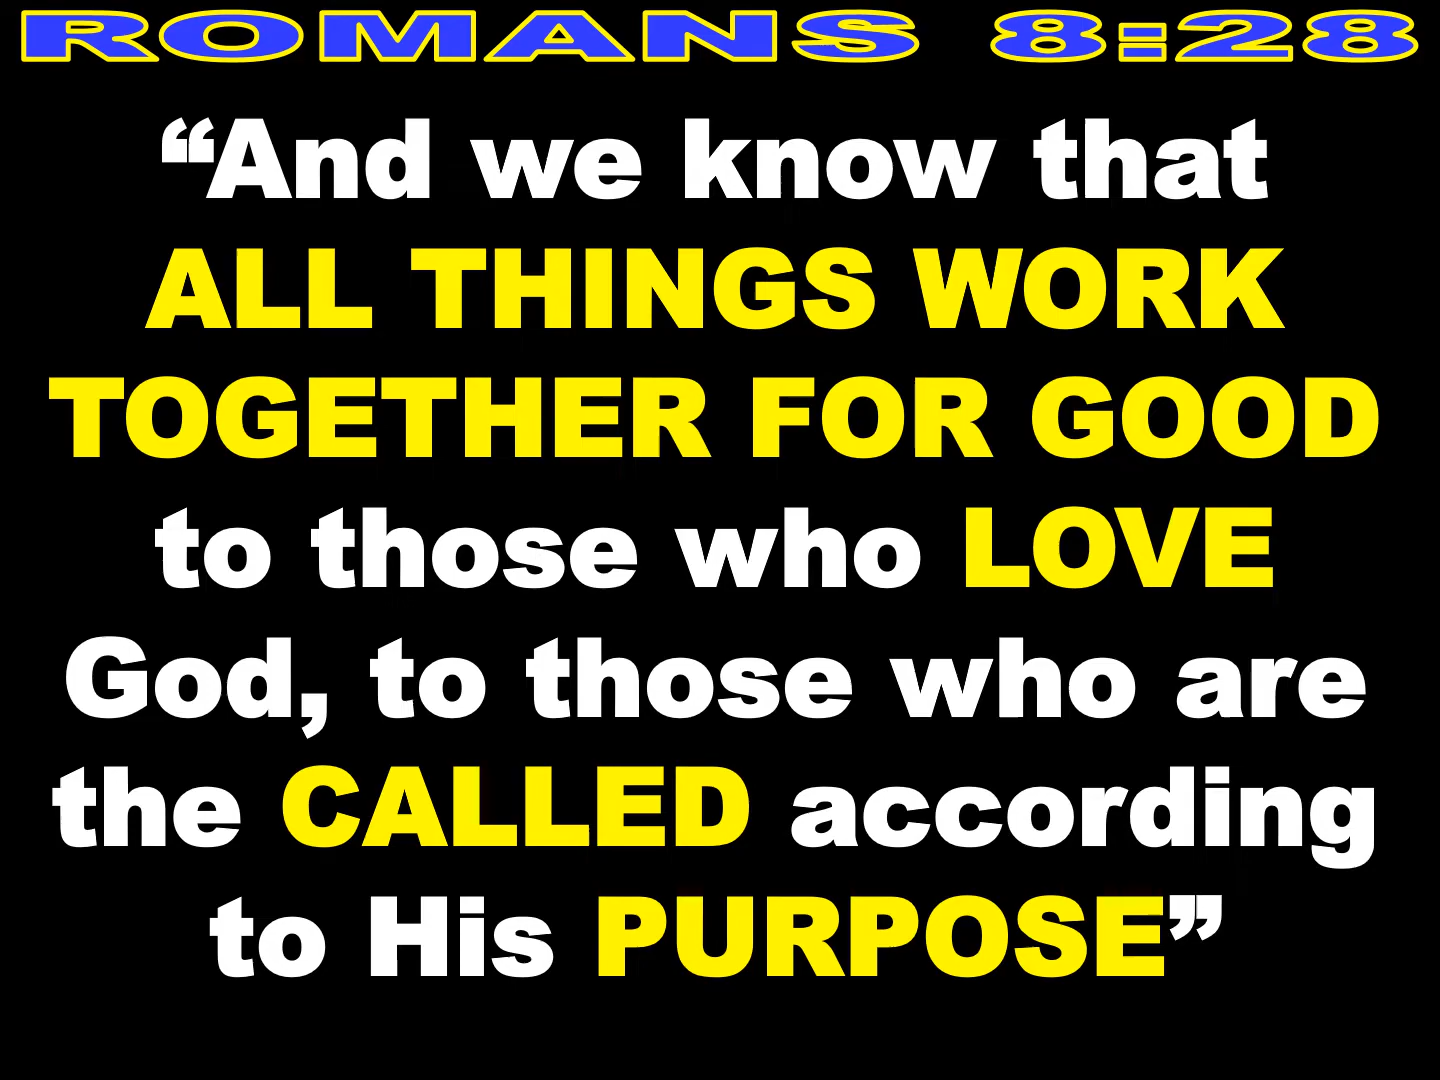 ROMANS 8:28
“And we know that
ALL THINGS WORK
TOGETHER FOR GOOD
to those who LOVE
God, to those who are
the CALLED according
to His PURPOSE”